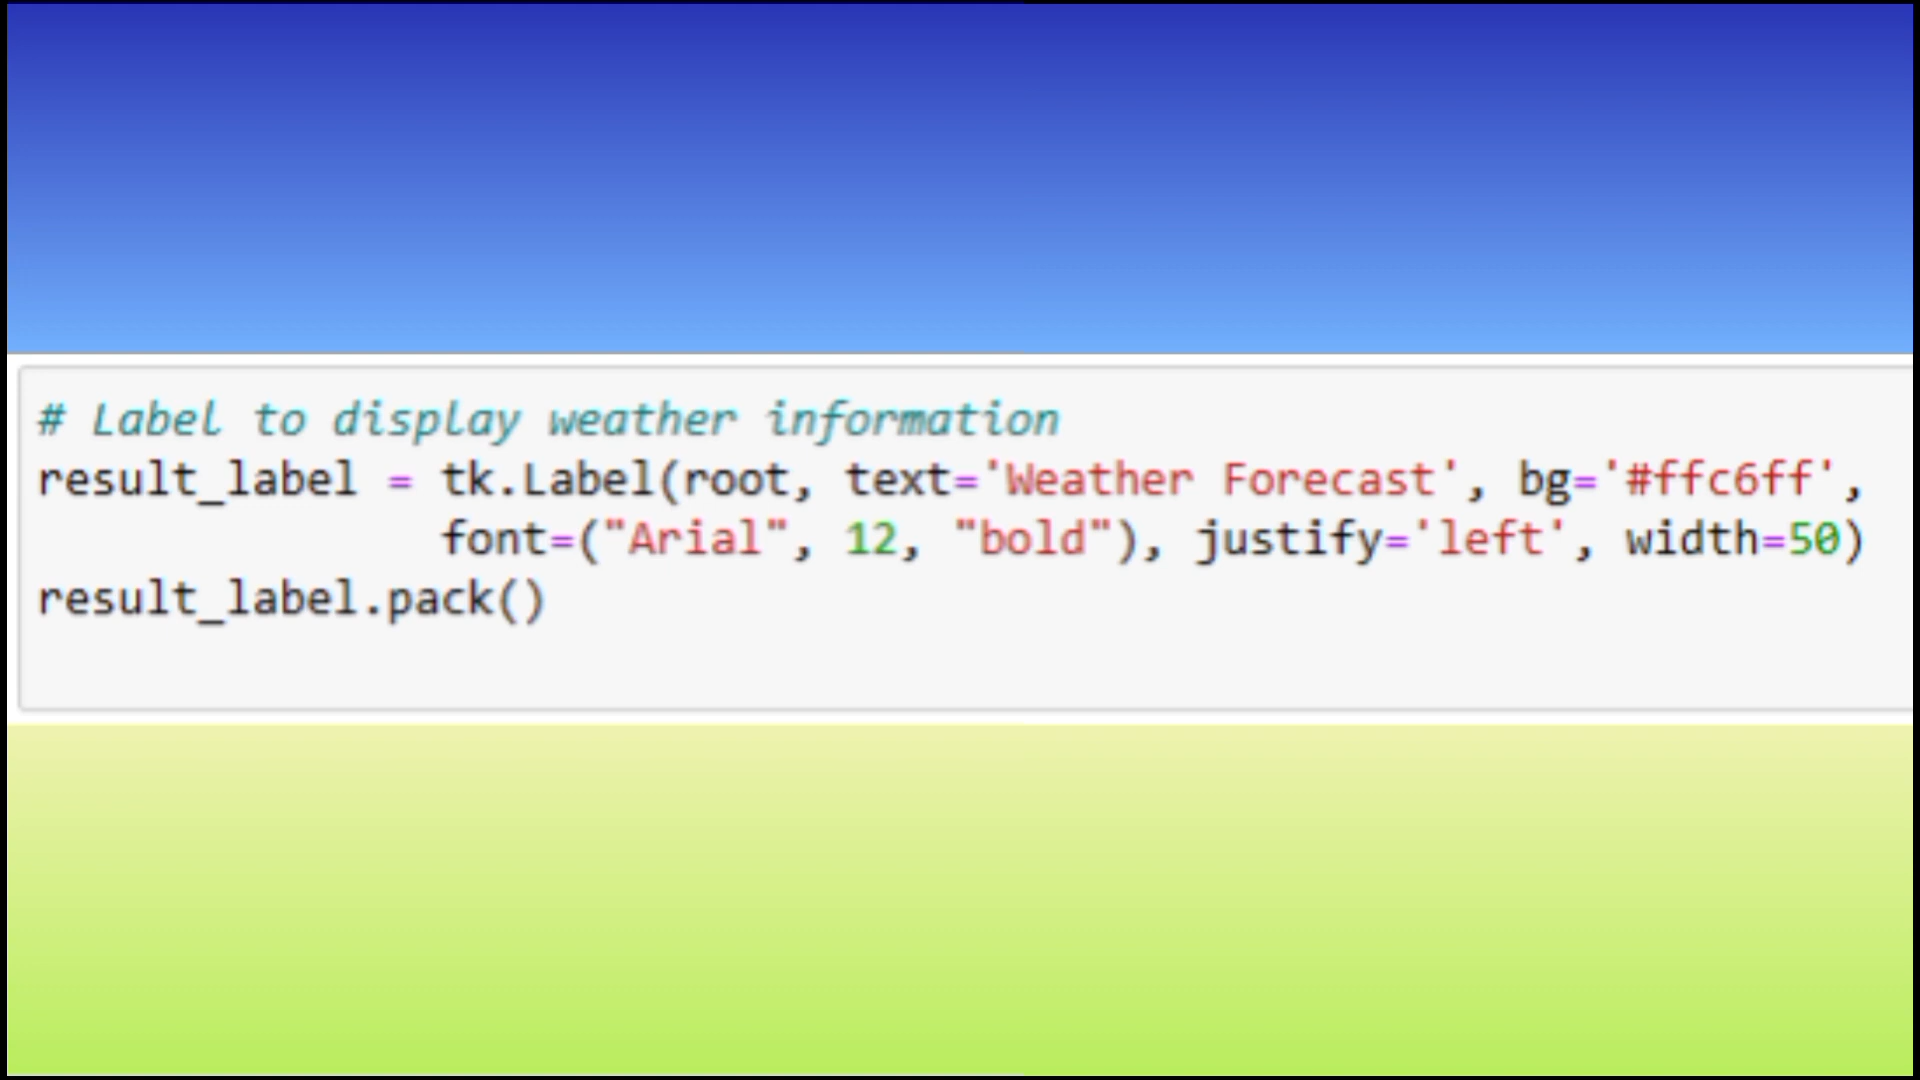 # Label to display weather information
result_label = tk.Label(root, text='Weather Forecast', bg='#ffc6ff',
font=("Arial", 12, "bold"), justify='left', width=50)
result_label.pack()